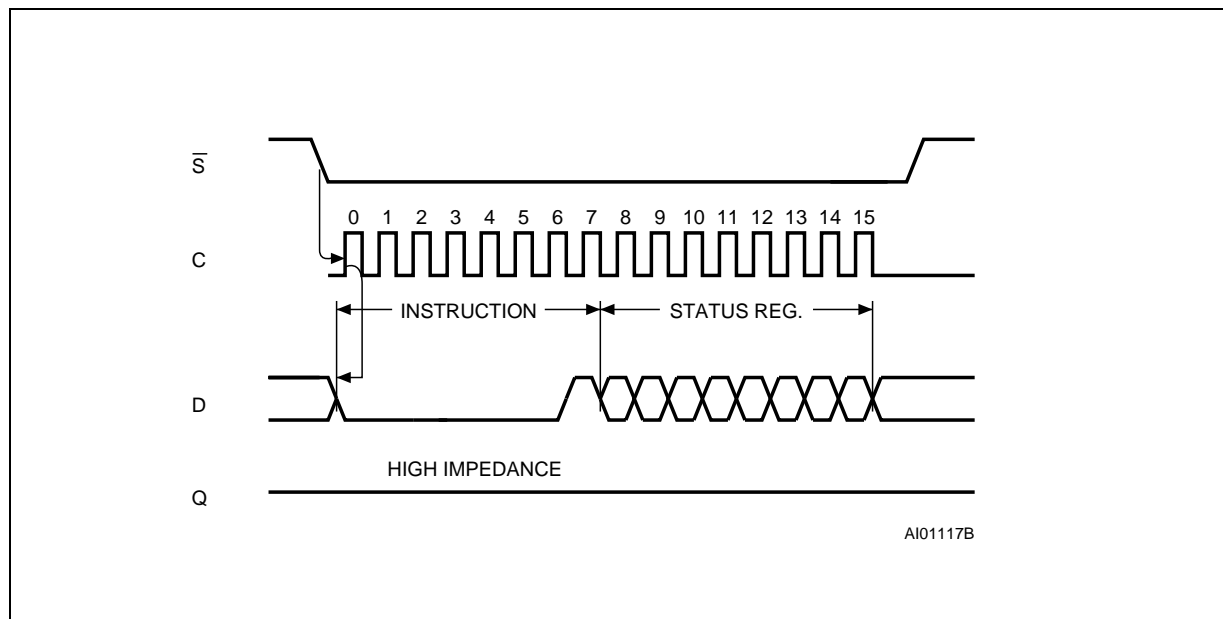 S̅
0 1 2 3 4 5 6 7 8 9 10 11 12 13 14 15
C
INSTRUCTION STATUS REG.
D
HIGH IMPEDANCE
Q
AI01117B